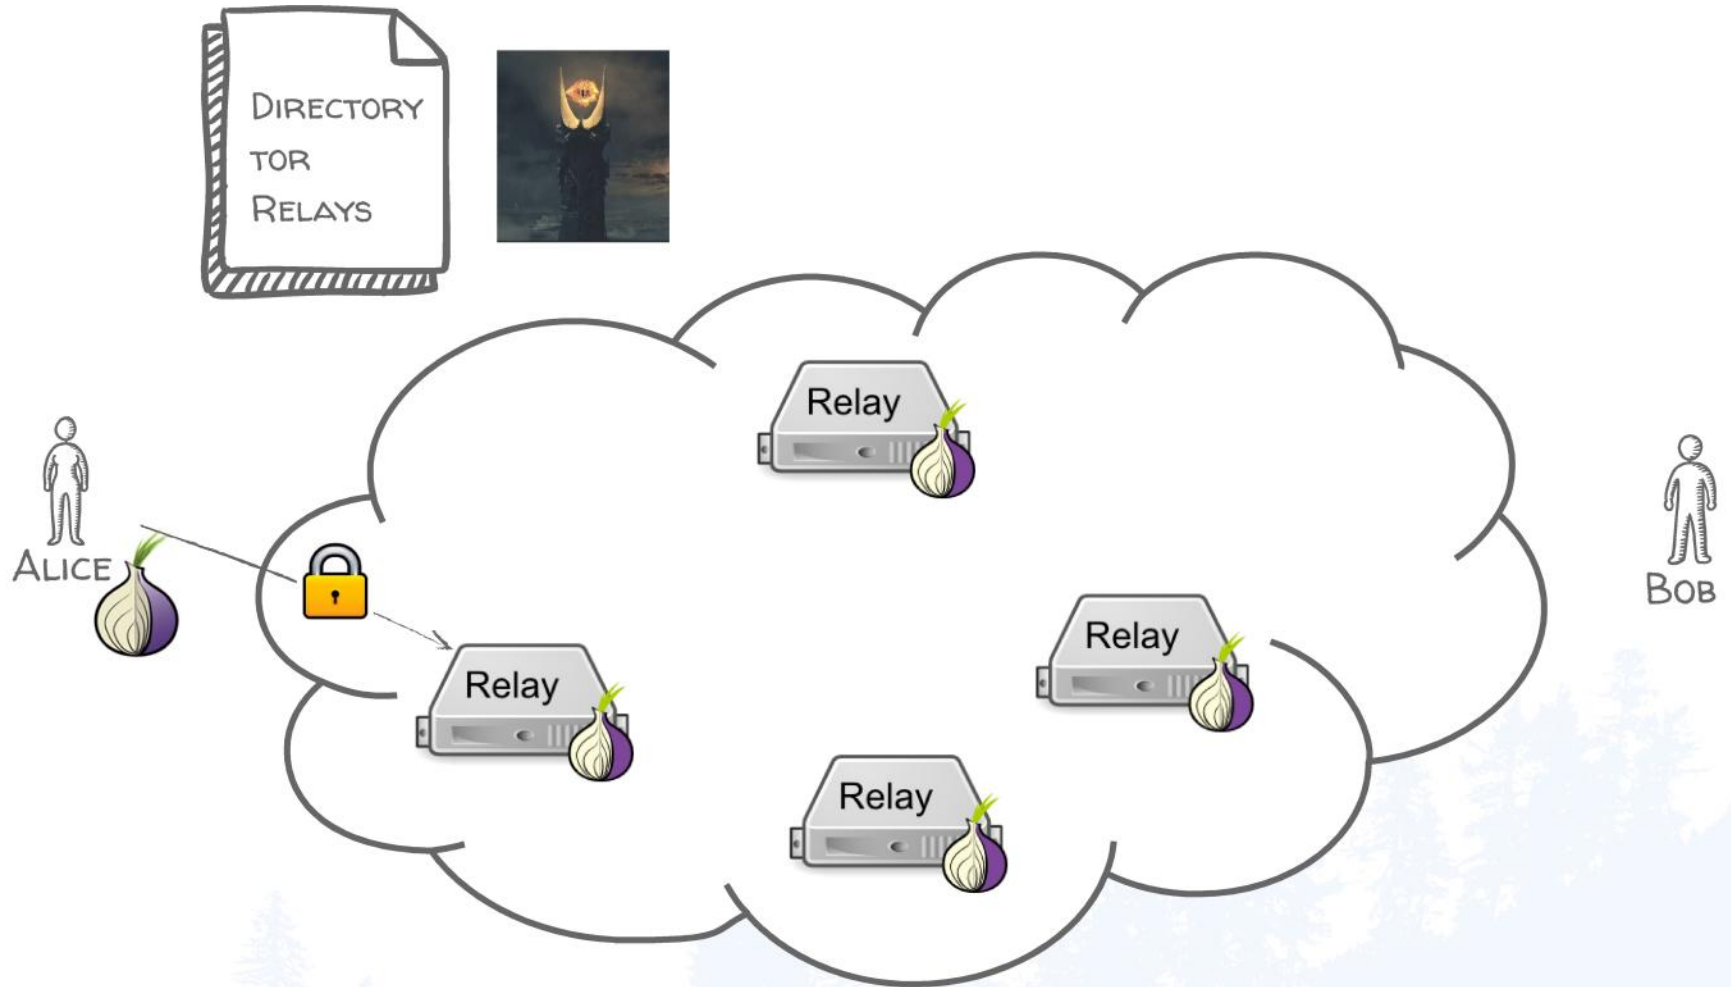 DIRECTORY
TOR
RELAYS
Relay
ALICE
BOB
Relay
Relay
Relay